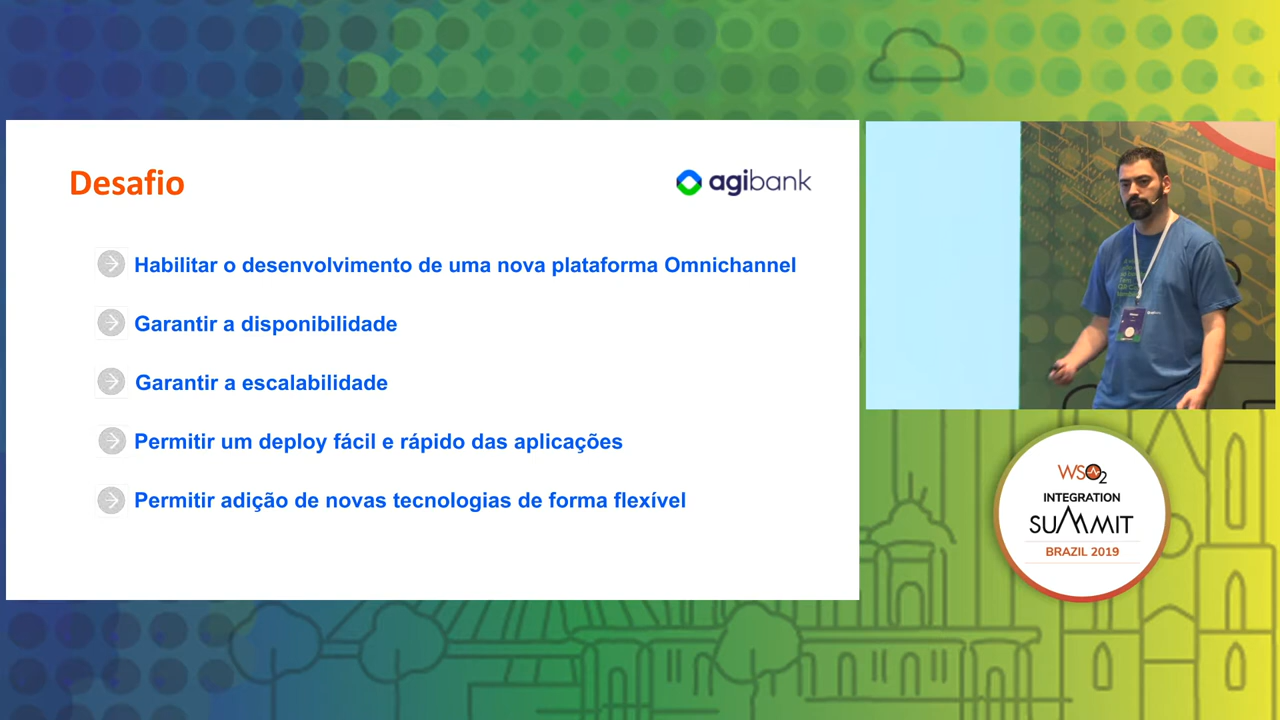 Desafio
agibank
Habilitar o desenvolvimento de uma nova plataforma Omnichannel
Garantir a disponibilidade
Garantir a escalabilidade
Permitir um deploy fácil e rápido das aplicações
Permitir adição de novas tecnologias de forma flexível
WSO2
INTEGRATION
SUMMIT
BRAZIL 2019